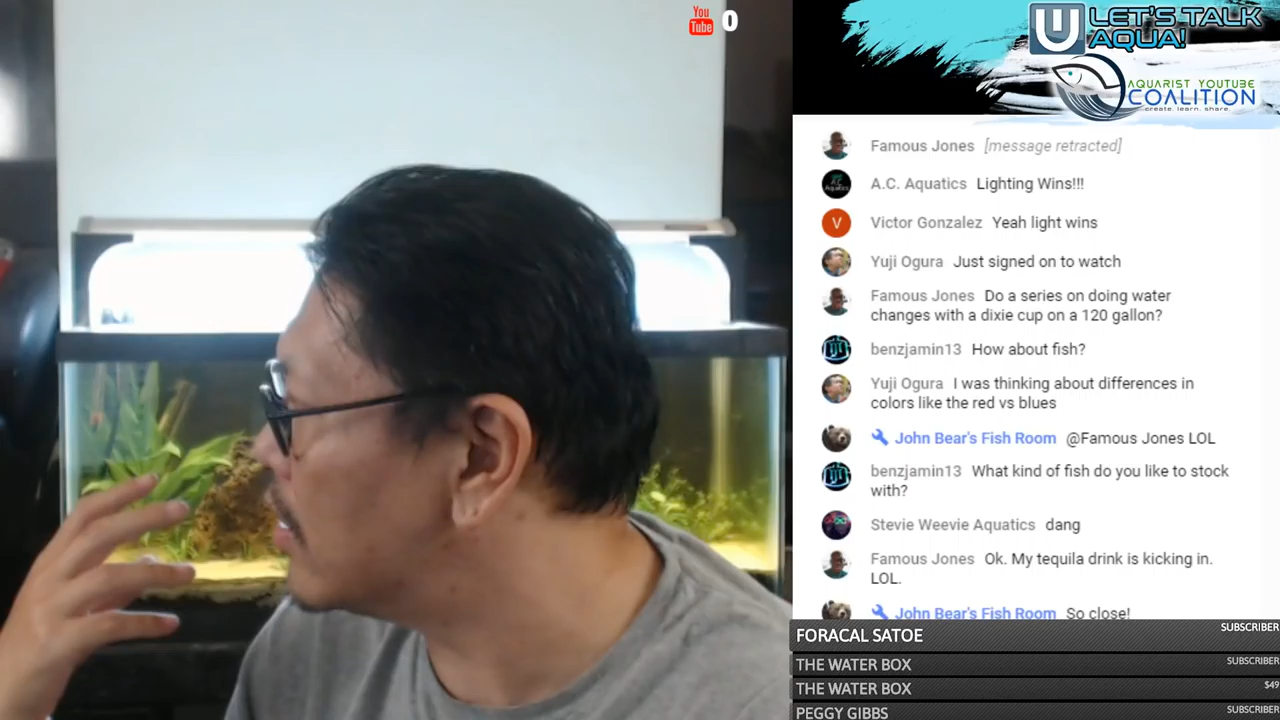 You
Tube
0
LET'S TALK
AQUA!
AQUARIST YOUTUBE
COALITION
create. learn. share.
Famous Jones [message retracted]
A.C. Aquatics Lighting Wins!!!
V
Victor Gonzalez Yeah light wins
Yuji Ogura Just signed on to watch
Famous Jones Do a series on doing water
changes with a dixie cup on a 120 gallon?
benzjamin13 How about fish?
Yuji Ogura I was thinking about differences in
colors like the red vs blues
John Bear's Fish Room @Famous Jones LOL
benzjamin13 What kind of fish do you like to stock
with?
Stevie Weevie Aquatics dang
Famous Jones Ok. My tequila drink is kicking in.
LOL.
John Bear's Fish Room So close!
FORACAL SATOE SUBSCRIBER
THE WATER BOX SUBSCRIBER
THE WATER BOX $49
PEGGY GIBBS SUBSCRIBER